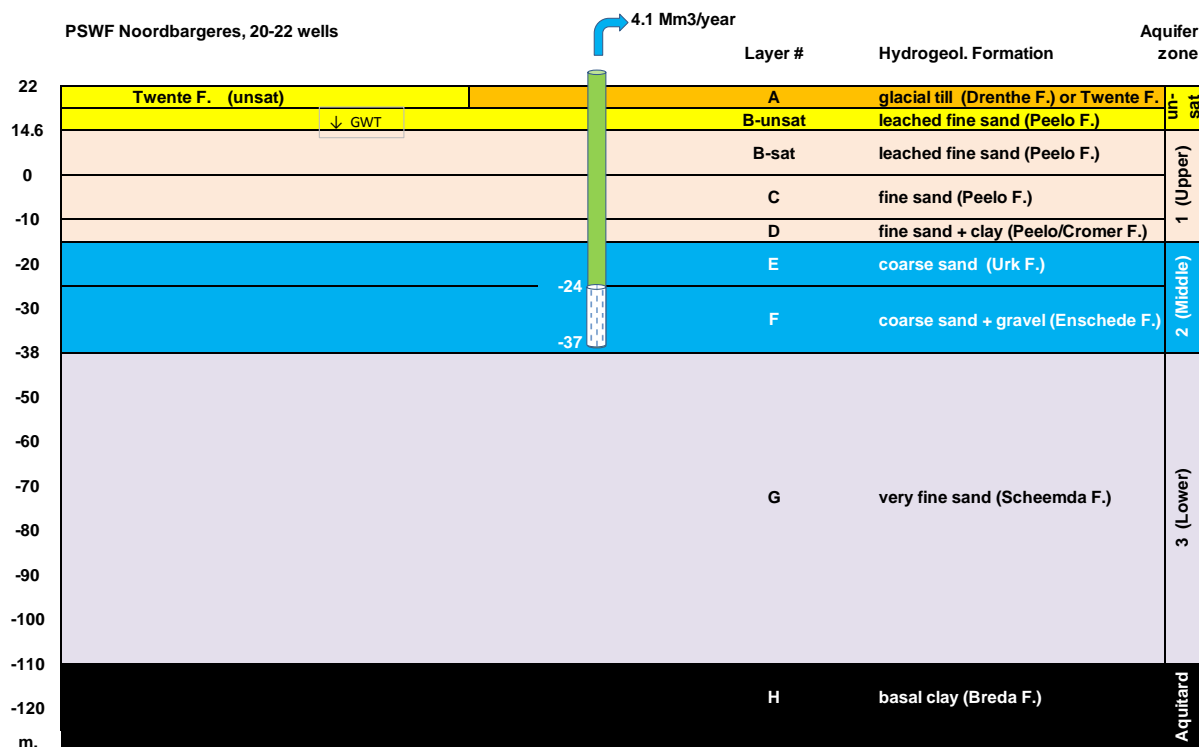 4.1 Mm3/year
PSWF Noordbargeres, 20-22 wells
Aquifer
Layer # Hydrogeol. Formation zone
22
Twente F. (unsat) A glacial till (Drenthe F.) or Twente F.
un-
sat
↓ GWT B-unsat leached fine sand (Peelo F.)
14.6
B-sat leached fine sand (Peelo F.)
0
C fine sand (Peelo F.)
1 (Upper)
-10
D fine sand + clay (Peelo/Cromer F.)
-20 E coarse sand (Urk F.)
-24
2 (Middle)
-30
F coarse sand + gravel (Enschede F.)
-37
-38
-50
-60
-70
G very fine sand (Scheemda F.)
3 (Lower)
-80
-90
-100
-110
H basal clay (Breda F.)
Aquitard
-120
m.